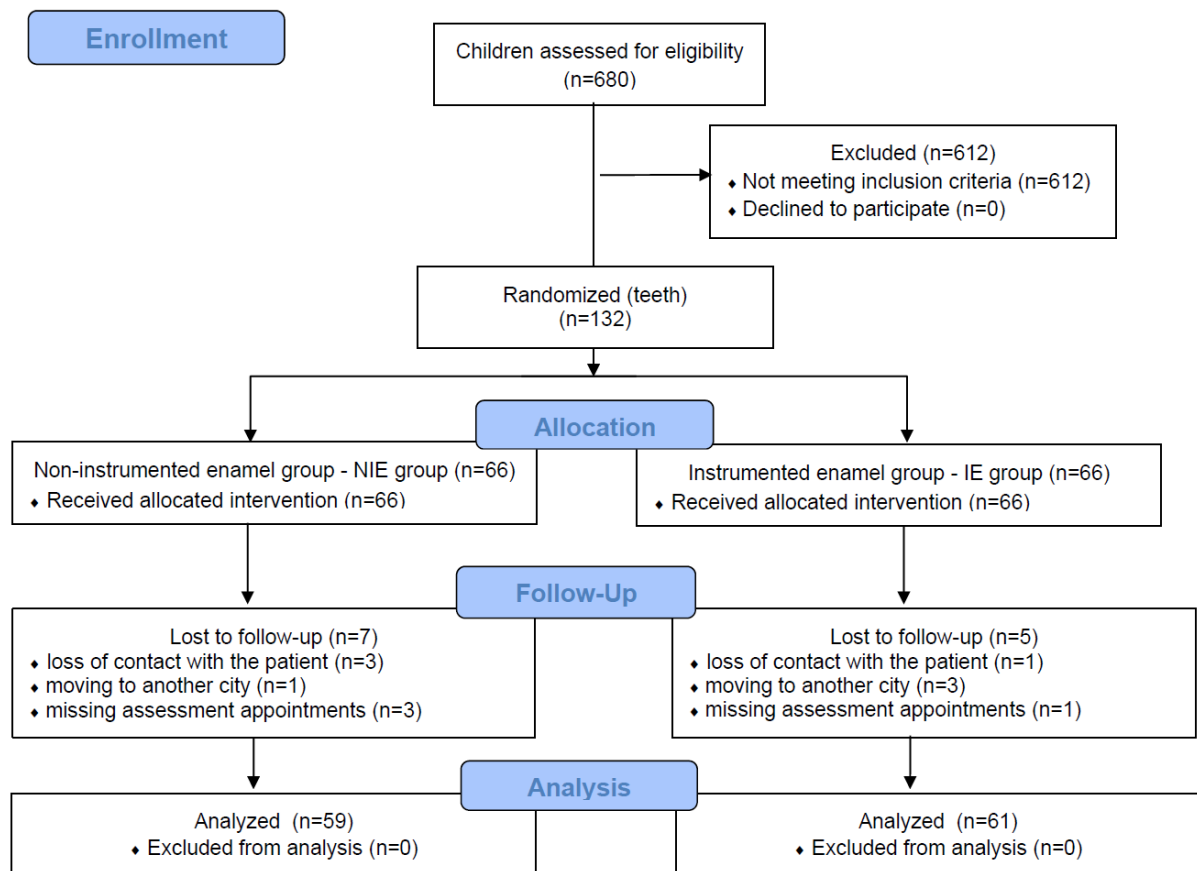 Enrollment
Children assessed for eligibility
(n=680)
Excluded (n=612)
♦ Not meeting inclusion criteria (n=612)
♦ Declined to participate (n=0)
Randomized (teeth)
(n=132)
Allocation
Non-instrumented enamel group - NIE group (n=66)
♦ Received allocated intervention (n=66)
Instrumented enamel group - IE group (n=66)
♦ Received allocated intervention (n=66)
Follow-Up
Lost to follow-up (n=7)
♦ loss of contact with the patient (n=3)
♦ moving to another city (n=1)
♦ missing assessment appointments (n=3)
Lost to follow-up (n=5)
♦ loss of contact with the patient (n=1)
♦ moving to another city (n=3)
♦ missing assessment appointments (n=1)
Analysis
Analyzed (n=59)
♦ Excluded from analysis (n=0)
Analyzed (n=61)
♦ Excluded from analysis (n=0)